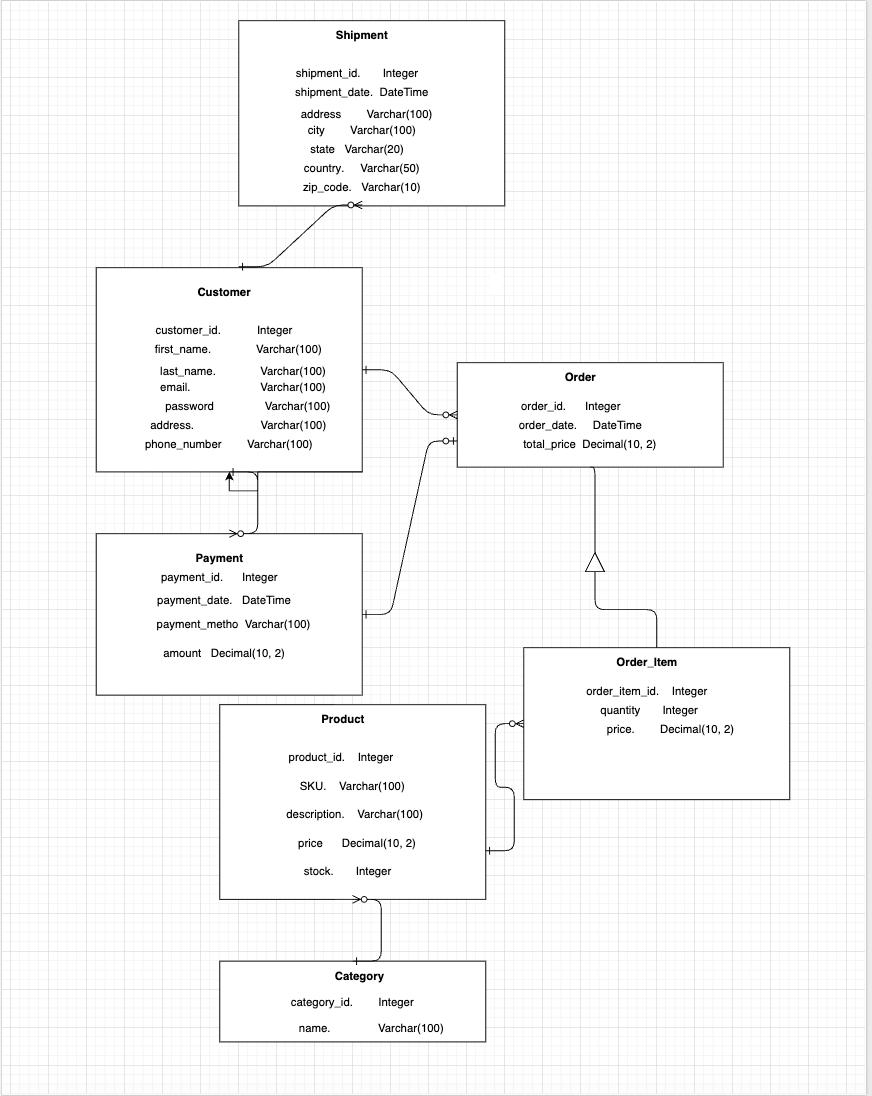 Shipment
shipment_id. Integer
shipment_date. DateTime
address Varchar(100)
city Varchar(100)
state Varchar(20)
country. Varchar(50)
zip_code. Varchar(10)
Customer
customer_id. Integer
first_name. Varchar(100)
last_name. Varchar(100)
email. Varchar(100)
password Varchar(100)
address. Varchar(100)
phone_number Varchar(100)
Order
order_id. Integer
order_date. DateTime
total_price Decimal(10, 2)
Payment
payment_id. Integer
payment_date. DateTime
payment_metho Varchar(100)
amount Decimal(10, 2)
Order_Item
order_item_id. Integer
quantity Integer
price. Decimal(10, 2)
Product
product_id. Integer
SKU. Varchar(100)
description. Varchar(100)
price Decimal(10, 2)
stock. Integer
Category
category_id. Integer
name. Varchar(100)